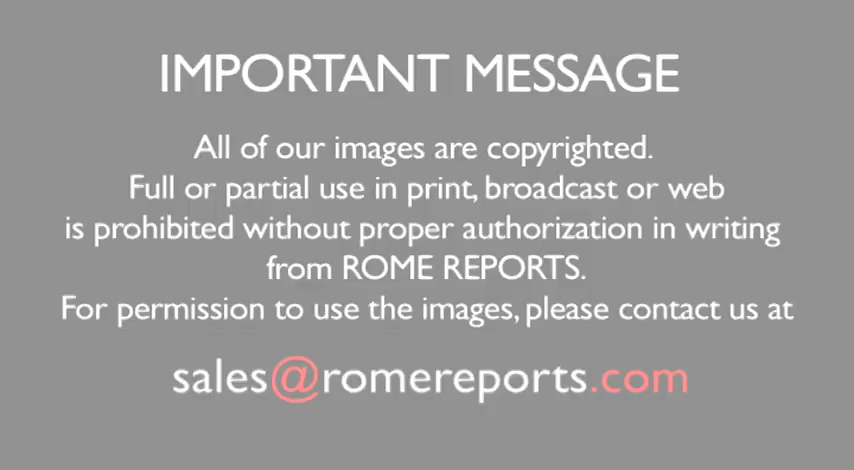 IMPORTANT MESSAGE
All of our images are copyrighted.
Full or partial use in print, broadcast or web
is prohibited without proper authorization in writing
from ROME REPORTS.
For permission to use the images, please contact us at
sales@romereports.com